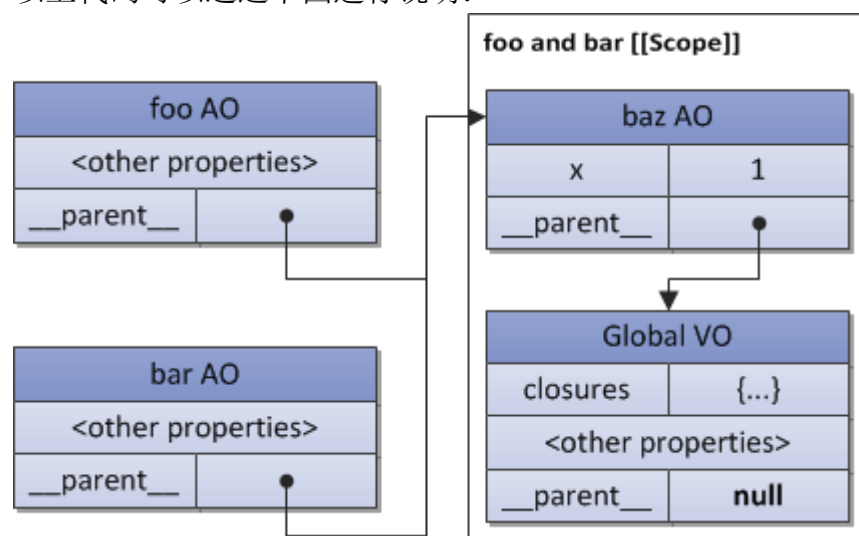 foo and bar [[Scope]]
foo AO
<other properties>
__parent__
bar AO
<other properties>
__parent__
baz AO
x 1
__parent__
Global VO
closures {...}
<other properties>
__parent__ null